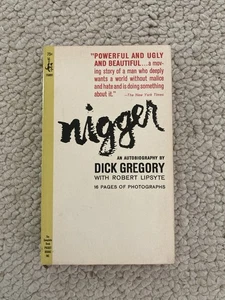 "POWERFUL AND UGLY
AND BEAUTIFUL...a mov-
ing story of a man who deeply
wants a world without malice
and hate and is doing something
about it."—The New York Times
nigger
AN AUTOBIOGRAPHY BY
DICK GREGORY
WITH ROBERT LIPSYTE
16 PAGES OF PHOTOGRAPHS